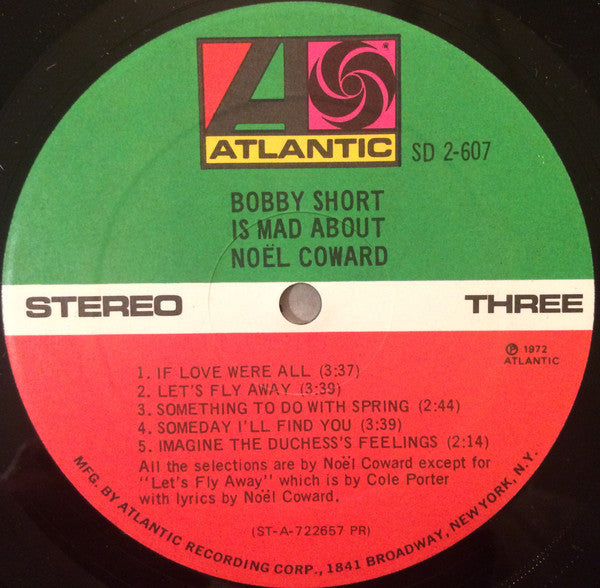 ATLANTIC
SD 2-607
BOBBY SHORT
IS MAD ABOUT
NOËL COWARD
STEREO
THREE
Ⓟ 1972
ATLANTIC
1. IF LOVE WERE ALL (3:37)
2. LET'S FLY AWAY (3:39)
3. SOMETHING TO DO WITH SPRING (2:44)
4. SOMEDAY I'LL FIND YOU (3:39)
5. IMAGINE THE DUCHESS'S FEELINGS (2:14)
All the selections are by Noël Coward except for
"Let's Fly Away" which is by Cole Porter
with lyrics by Noël Coward.
(ST-A-722657 PR)
MFG. BY ATLANTIC RECORDING CORP., 1841 BROADWAY, NEW YORK, N.Y.